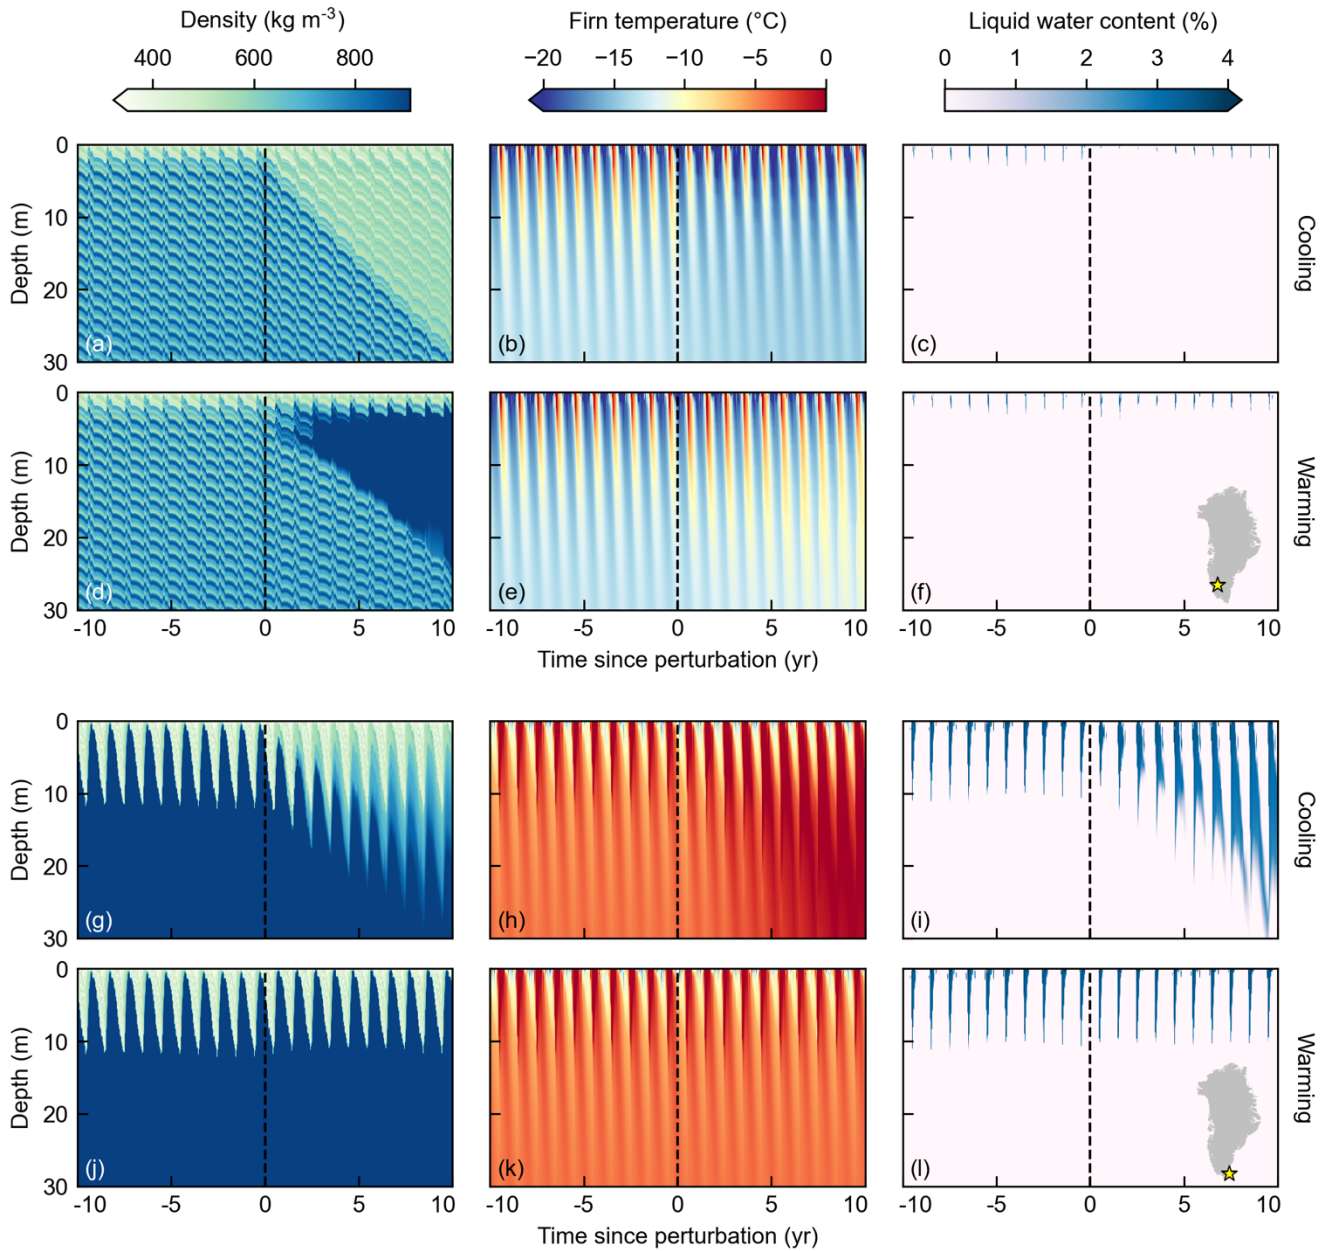 Density (kg m-3)
Firn temperature (°C)
Liquid water content (%)
400 600 800
−20 −15 −10 −5 0
0 1 2 3 4
0
10
20
30
Depth (m)
(a)
(b)
(c)
Cooling
0
10
20
30
Depth (m)
(d)
(e)
(f)
Warming
-10 -5 0 5 10
-10 -5 0 5 10
-10 -5 0 5 10
Time since perturbation (yr)
0
10
20
30
Depth (m)
(g)
(h)
(i)
Cooling
0
10
20
30
Depth (m)
(j)
(k)
(l)
Warming
-10 -5 0 5 10
-10 -5 0 5 10
-10 -5 0 5 10
Time since perturbation (yr)